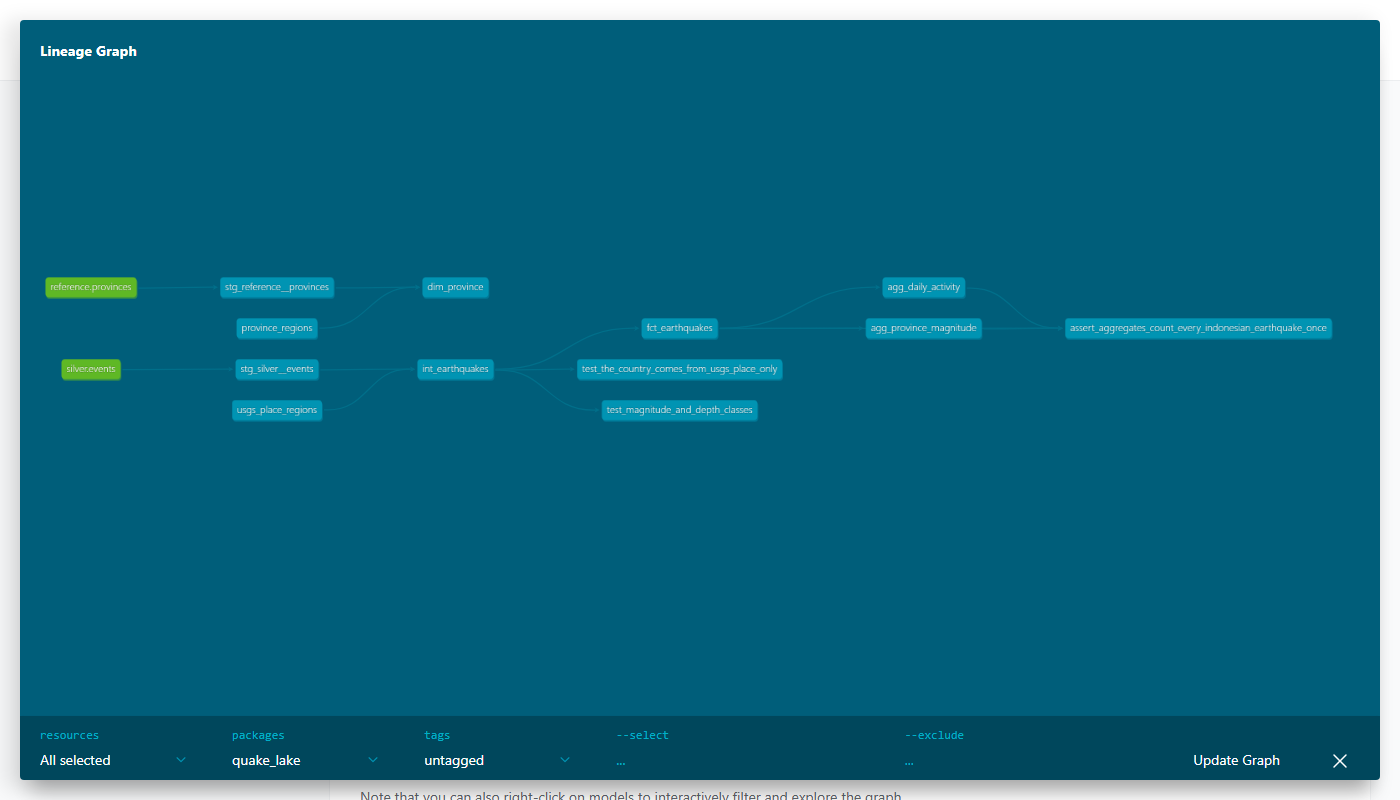 Lineage Graph
reference.provinces
stg_reference__provinces
dim_province
agg_daily_activity
province_regions
fct_earthquakes
agg_province_magnitude
assert_aggregates_count_every_indonesian_earthquake_once
silver.events
stg_silver__events
int_earthquakes
test_the_country_comes_from_usgs_place_only
usgs_place_regions
test_magnitude_and_depth_classes
resources
packages
tags
--select
--exclude
All selected
quake_lake
untagged
...
...
Update Graph
Note that you can also right-click on models to interactively filter and explore the graph.